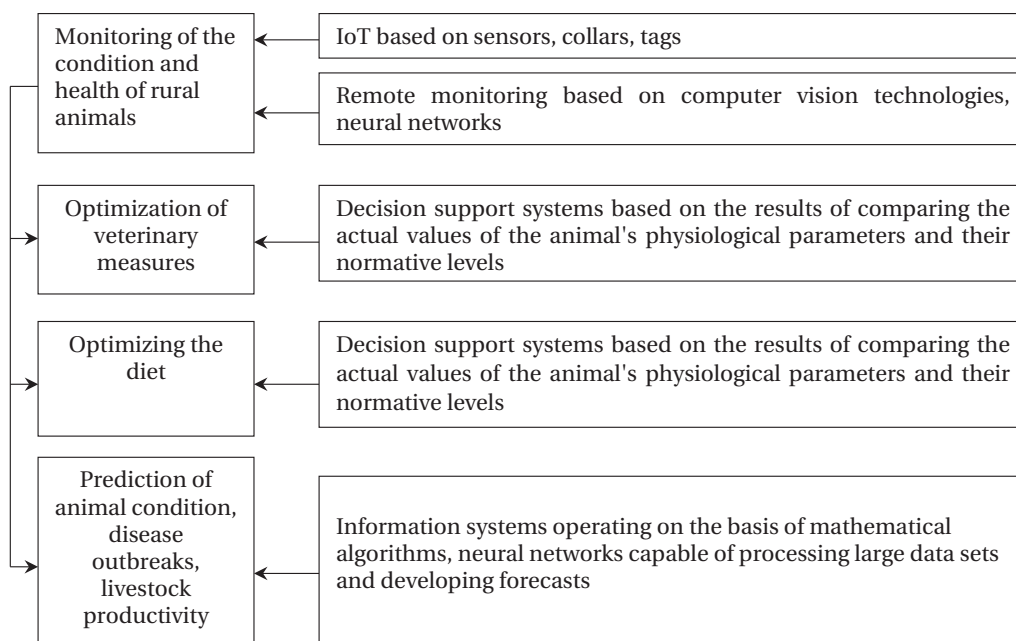 Monitoring of the
condition and
health of rural
animals
IoT based on sensors, collars, tags
Remote monitoring based on computer vision technologies,
neural networks
Optimization of
veterinary
measures
Decision support systems based on the results of comparing the
actual values of the animal's physiological parameters and their
normative levels
Optimizing the
diet
Decision support systems based on the results of comparing the
actual values of the animal's physiological parameters and their
normative levels
Prediction of
animal condition,
disease
outbreaks,
livestock
productivity
Information systems operating on the basis of mathematical
algorithms, neural networks capable of processing large data sets
and developing forecasts